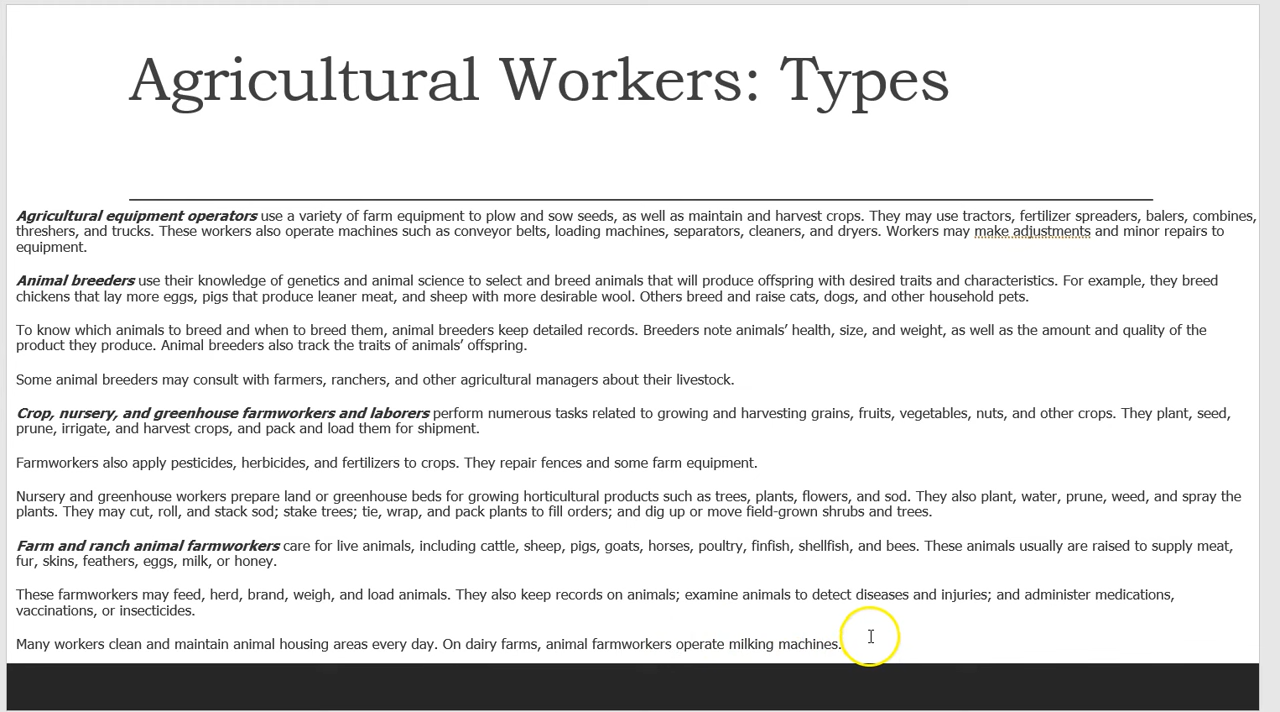 Agricultural Workers: Types
Agricultural equipment operators use a variety of farm equipment to plow and sow seeds, as well as maintain and harvest crops. They may use tractors, fertilizer spreaders, balers, combines,
threshers, and trucks. These workers also operate machines such as conveyor belts, loading machines, separators, cleaners, and dryers. Workers may make adjustments and minor repairs to
equipment.
Animal breeders use their knowledge of genetics and animal science to select and breed animals that will produce offspring with desired traits and characteristics. For example, they breed
chickens that lay more eggs, pigs that produce leaner meat, and sheep with more desirable wool. Others breed and raise cats, dogs, and other household pets.
To know which animals to breed and when to breed them, animal breeders keep detailed records. Breeders note animals’ health, size, and weight, as well as the amount and quality of the
product they produce. Animal breeders also track the traits of animals’ offspring.
Some animal breeders may consult with farmers, ranchers, and other agricultural managers about their livestock.
Crop, nursery, and greenhouse farmworkers and laborers perform numerous tasks related to growing and harvesting grains, fruits, vegetables, nuts, and other crops. They plant, seed,
prune, irrigate, and harvest crops, and pack and load them for shipment.
Farmworkers also apply pesticides, herbicides, and fertilizers to crops. They repair fences and some farm equipment.
Nursery and greenhouse workers prepare land or greenhouse beds for growing horticultural products such as trees, plants, flowers, and sod. They also plant, water, prune, weed, and spray the
plants. They may cut, roll, and stack sod; stake trees; tie, wrap, and pack plants to fill orders; and dig up or move field-grown shrubs and trees.
Farm and ranch animal farmworkers care for live animals, including cattle, sheep, pigs, goats, horses, poultry, finfish, shellfish, and bees. These animals usually are raised to supply meat,
fur, skins, feathers, eggs, milk, or honey.
These farmworkers may feed, herd, brand, weigh, and load animals. They also keep records on animals; examine animals to detect diseases and injuries; and administer medications,
vaccinations, or insecticides.
Many workers clean and maintain animal housing areas every day. On dairy farms, animal farmworkers operate milking machines.